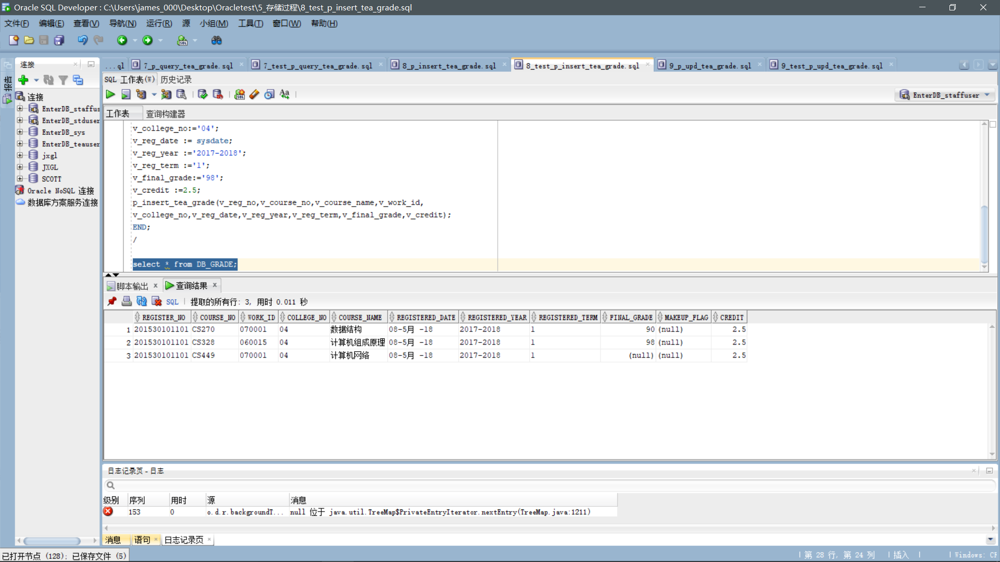 Oracle SQL Developer : C:\Users\james_000\Desktop\Oracletest\5_存储过程\8_test_p_insert_tea_grade.sql
文件(F) 编辑(E) 查看(V) 导航(N) 运行(R) 源 小组(M) 工具(T) 窗口(W) 帮助(H)
连接
...ql 7_p_query_tea_grade.sql 7_test_p_query_tea_grade.sql 8_p_insert_tea_grade.sql 8_test_p_insert_tea_grade.sql 9_p_upd_tea_grade.sql 9_test_p_upd_tea_grade.sql
报告
连接
EnterDB_staffus
EnterDB_stduser
EnterDB_sys
EnterDB_teauser
jxgl
JXGL
SCOTT
Oracle NoSQL 连接
数据库方案服务连接
SQL 工作表(W) 历史记录
EnterDB_staffuser
工作表 查询构建器
v_college_no:='04';
v_reg_date := sysdate;
v_reg_year :='2017-2018';
v_reg_term :='1';
v_final_grade:='98';
v_credit :=2.5;
p_insert_tea_grade(v_reg_no,v_course_no,v_course_name,v_work_id,
v_college_no,v_reg_date,v_reg_year,v_reg_term,v_final_grade,v_credit);
END;
/
select * from DB_GRADE;
脚本输出 x 查询结果 x
SQL 提取的所有行: 3, 用时 0.011 秒
REGISTER_NO COURSE_NO WORK_ID COLLEGE_NO COURSE_NAME REGISTERED_DATE REGISTERED_YEAR REGISTERED_TERM FINAL_GRADE MAKEUP_FLAG CREDIT
1 201530101101 CS270 070001 04 数据结构 08-5月 -18 2017-2018 1 90 (null) 2.5
2 201530101101 CS328 060015 04 计算机组成原理 08-5月 -18 2017-2018 1 98 (null) 2.5
3 201530101101 CS449 070001 04 计算机网络 08-5月 -18 2017-2018 1 (null) (null) 2.5
日志记录页 - 日志
级别 序列 用时 源 消息
153 0 o.d.r.backgroundT... null 位于 java.util.TreeMap$PrivateEntryIterator.nextEntry(TreeMap.java:1211)
消息 语句 日志记录页
已打开节点 (128); 已保存文件 (5)
第 28 行, 第 24 列 插入 Windows: CR